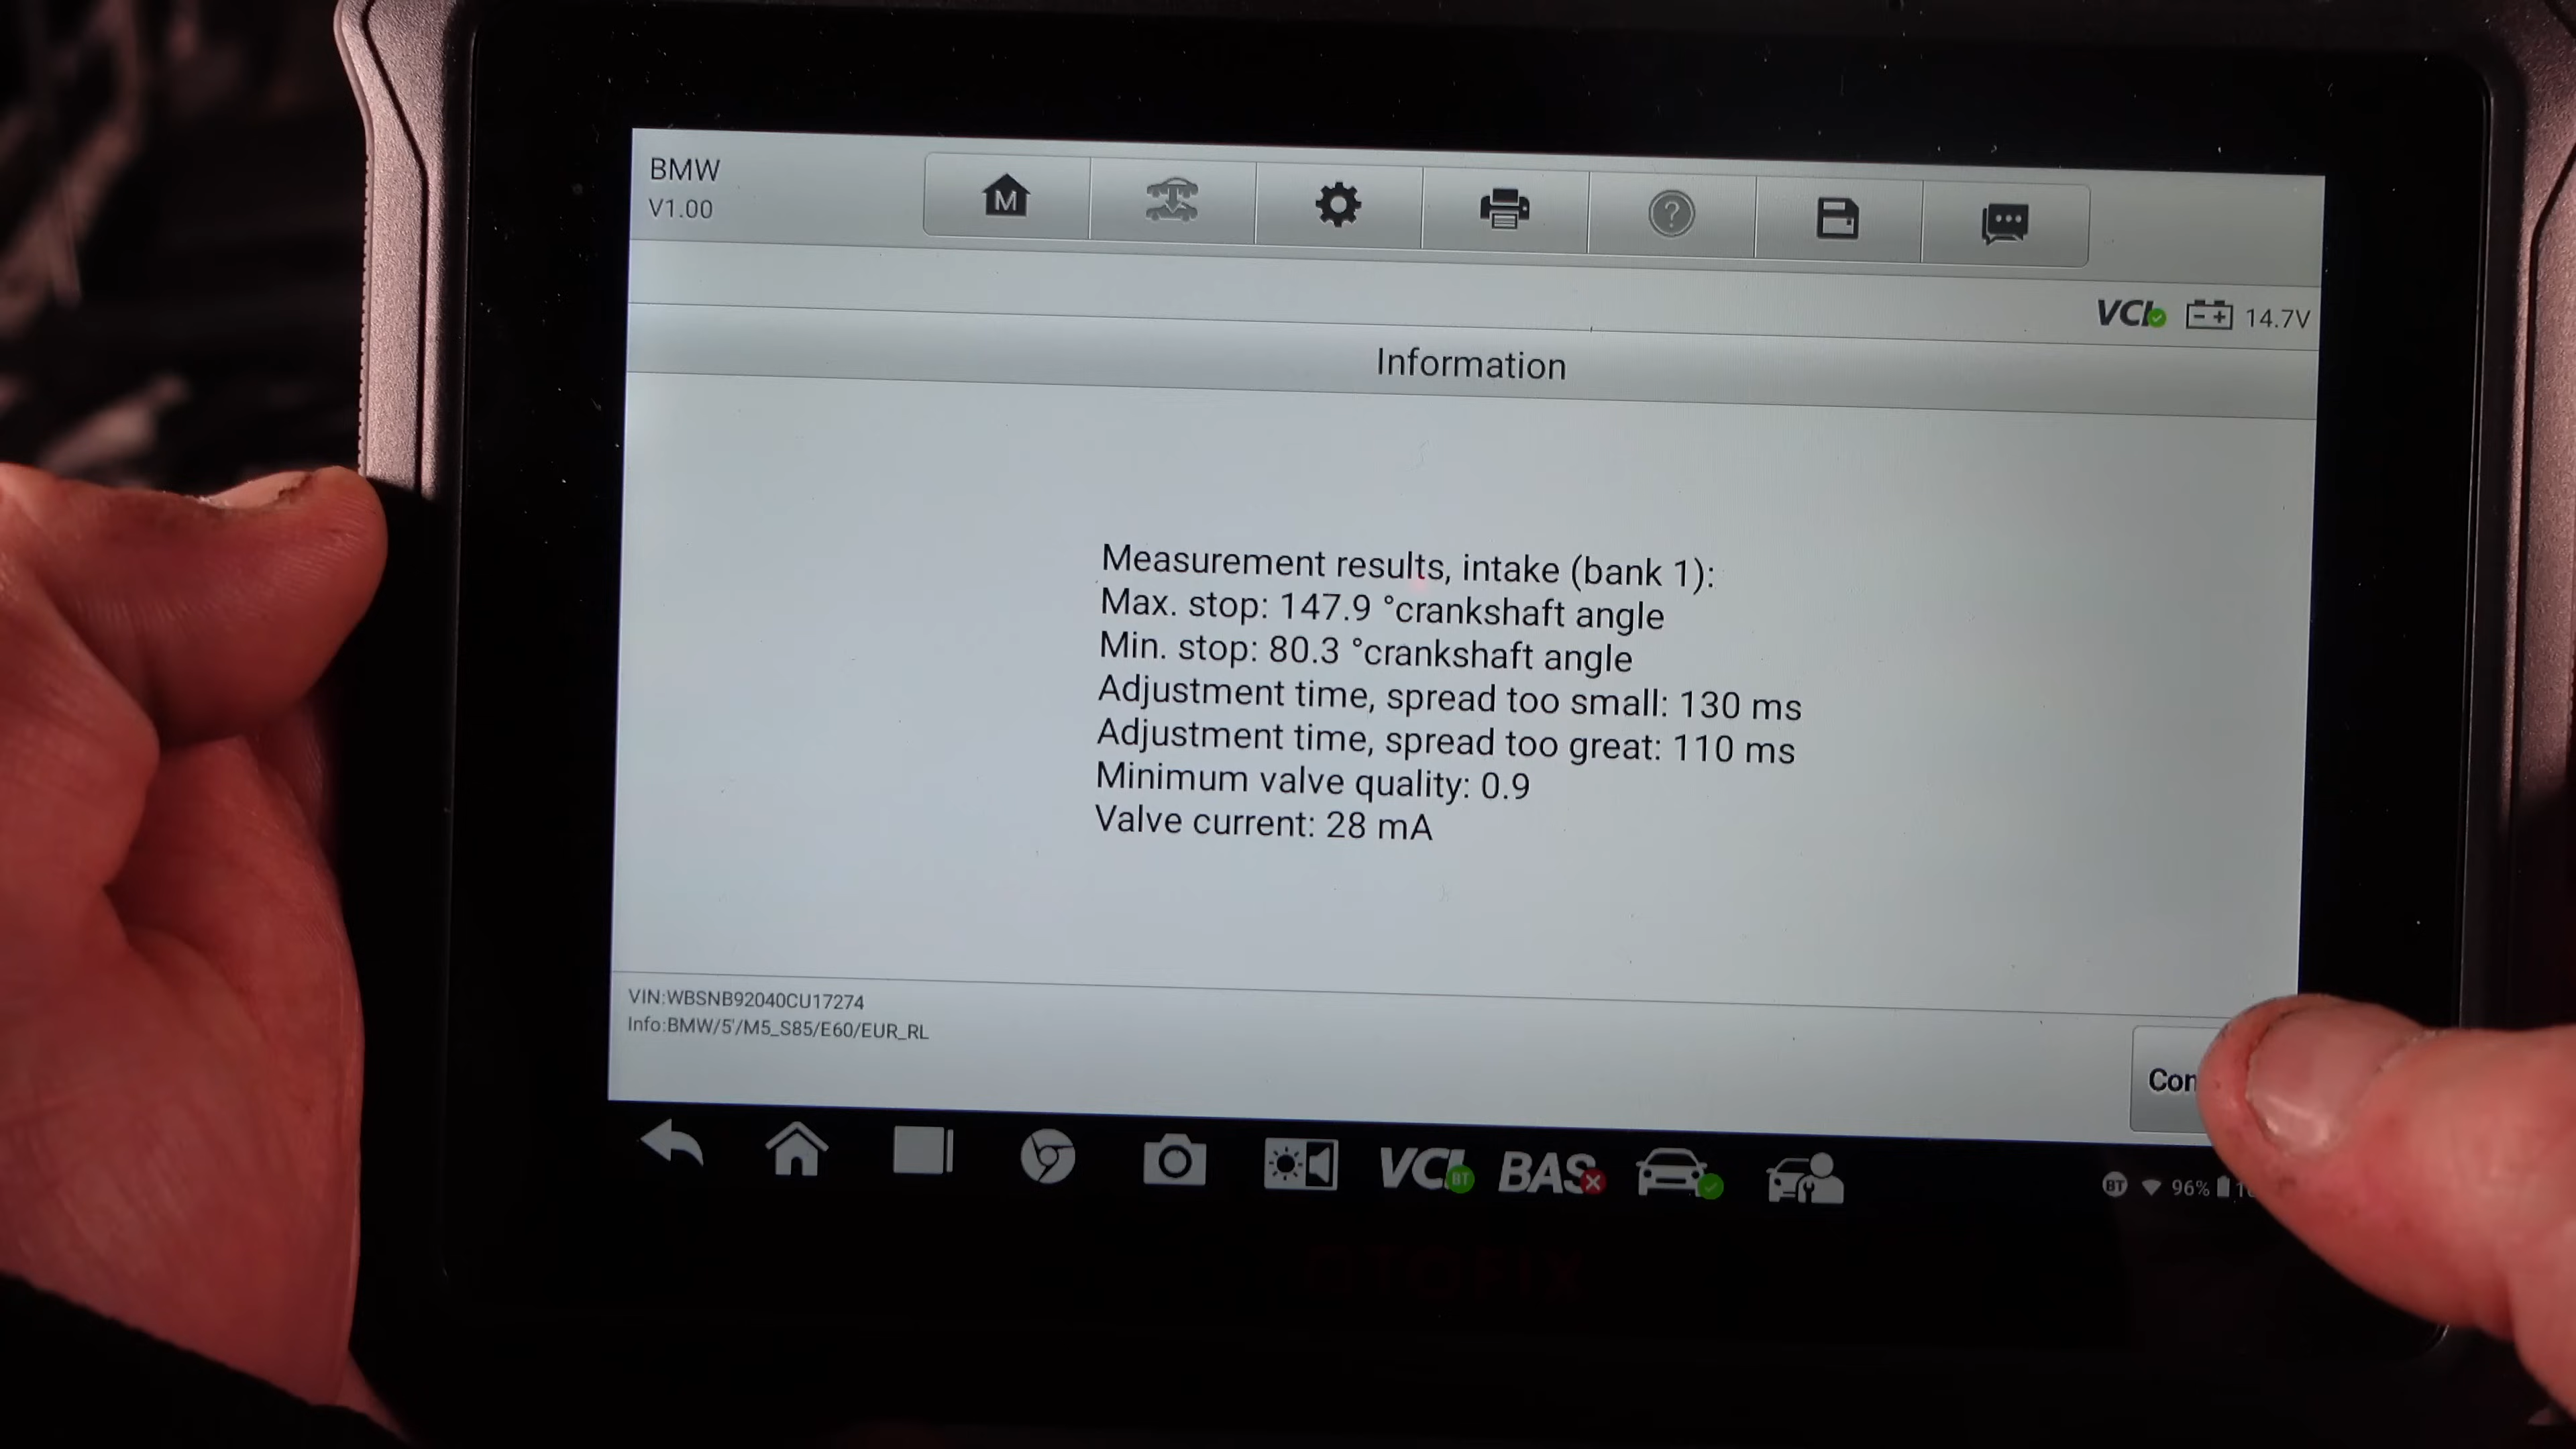 BMW
V1.00
M
?
VCI
14.7V
Information
Measurement results, intake (bank 1):
Max. stop: 147.9 °crankshaft angle
Min. stop: 80.3 °crankshaft angle
Adjustment time, spread too small: 130 ms
Adjustment time, spread too great: 110 ms
Minimum valve quality: 0.9
Valve current: 28 mA
VIN:WBSNB92040CU17274
Info:BMW/5'/M5_S85/E60/EUR_RL
Con
VCI BT BAS
BT 96%
OTOFIX